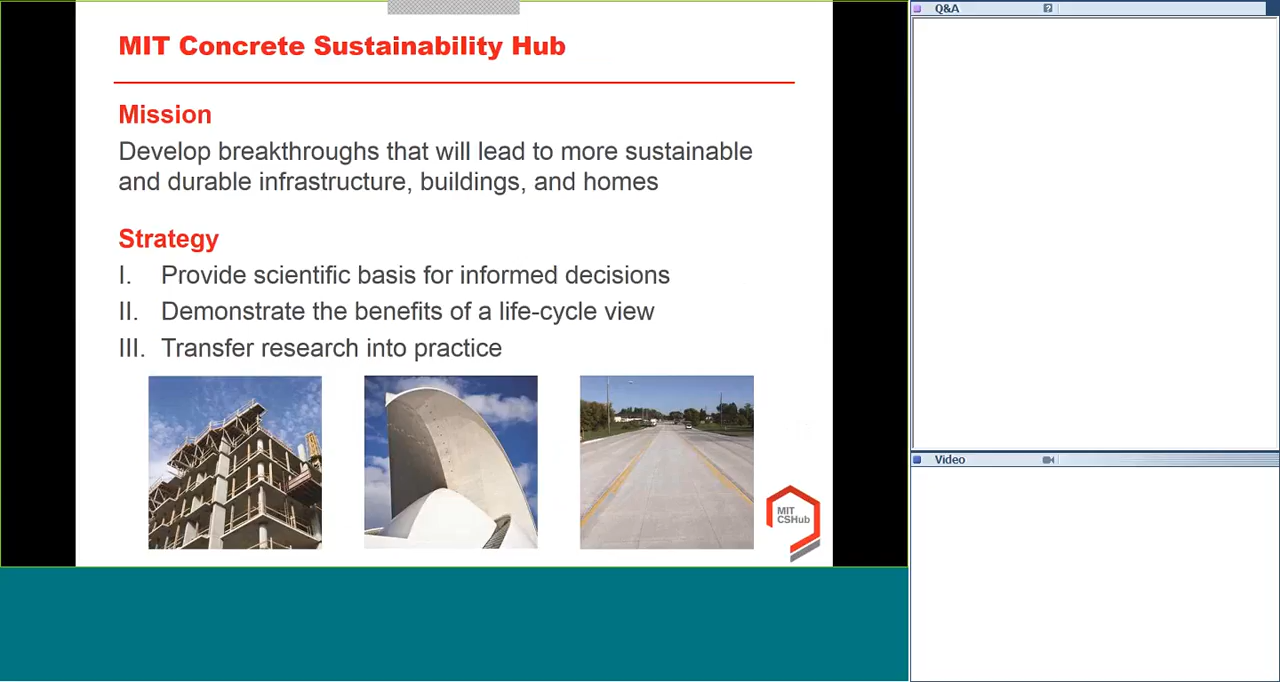 MIT Concrete Sustainability Hub
Mission
Develop breakthroughs that will lead to more sustainable
and durable infrastructure, buildings, and homes
Strategy
I. Provide scientific basis for informed decisions
II. Demonstrate the benefits of a life-cycle view
III. Transfer research into practice
MIT
CSHub
Q&A
?
Video